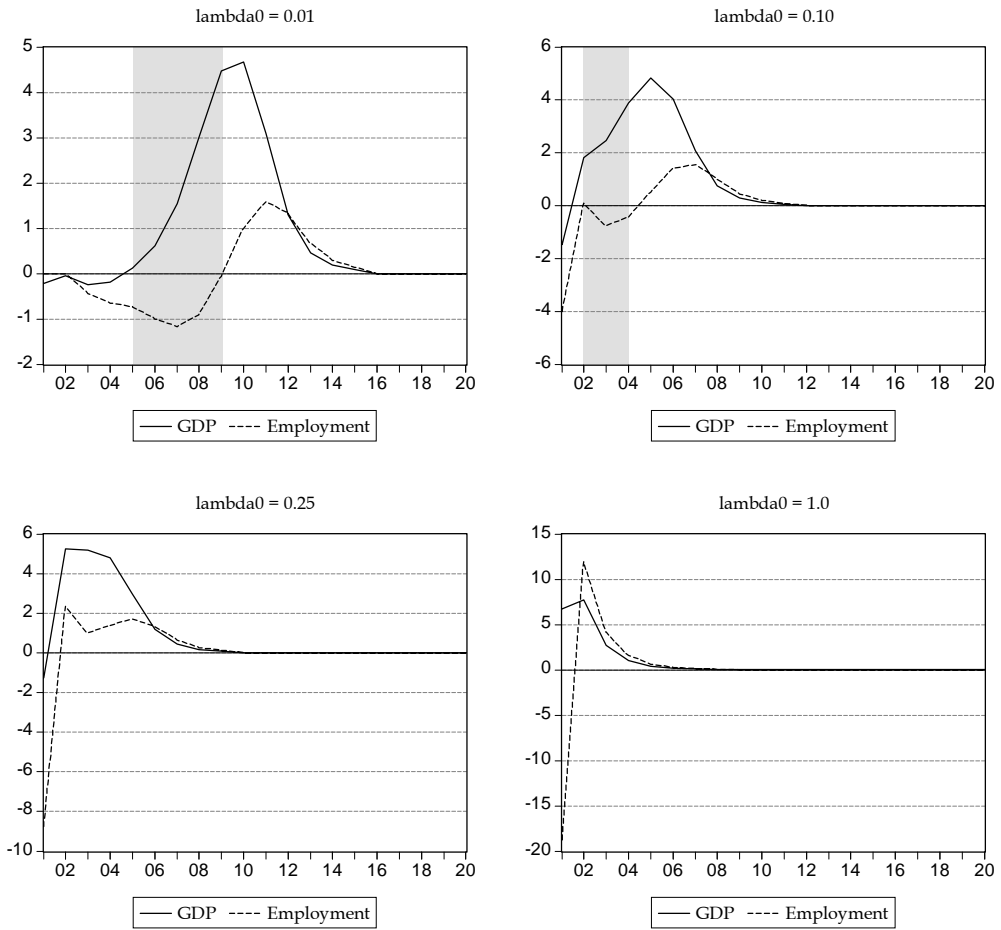 lambda0 = 0.01
5
4
3
2
1
0
-1
-2
02 04 06 08 10 12 14 16 18 20
GDP Employment
lambda0 = 0.10
6
4
2
0
-2
-4
-6
02 04 06 08 10 12 14 16 18 20
GDP Employment
lambda0 = 0.25
6
4
2
0
-2
-4
-6
-8
-10
02 04 06 08 10 12 14 16 18 20
GDP Employment
lambda0 = 1.0
15
10
5
0
-5
-10
-15
-20
02 04 06 08 10 12 14 16 18 20
GDP Employment